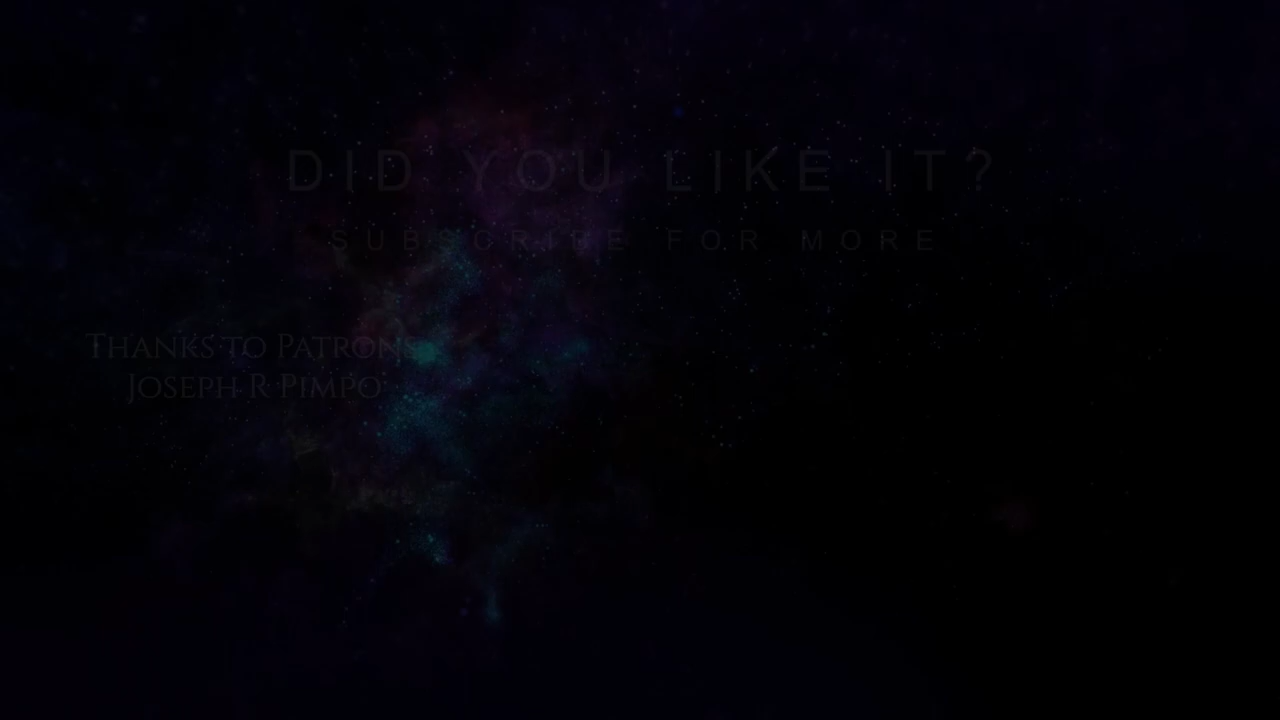 DID YOU LIKE IT?
SUBSCRIBE FOR MORE
THANKS TO PATRONS
JOSEPH R PIMPO